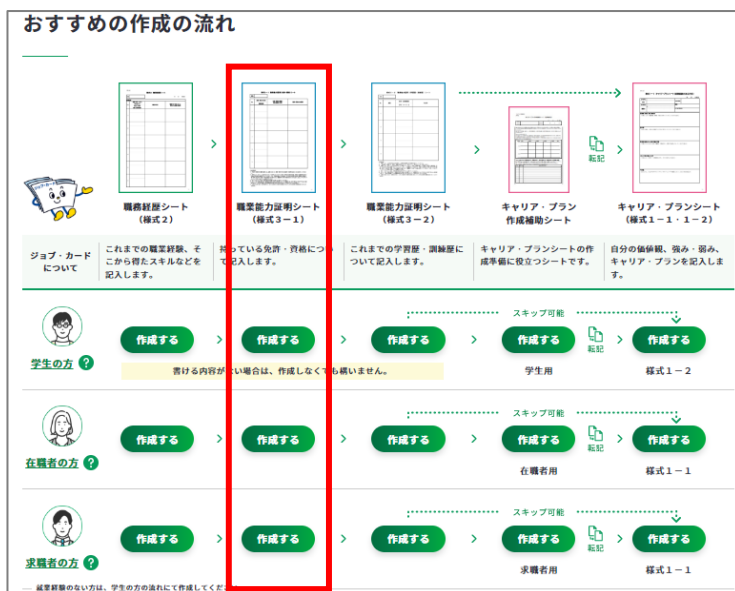 おすすめの作成の流れ
職務経歴シート
（様式２）
職業能力証明シート
（様式３－１）
職業能力証明シート
（様式３－２）
キャリア・プラン
作成補助シート
転記
キャリア・プランシート
（様式１－１・１－２）
ジョブ・カード
について
これまでの職業経験、そ
こから得たスキルなどを
記入します。
持っている免許・資格につい
て記入します。
これまでの学習歴・訓練歴に
ついて記入します。
キャリア・プランシートの作
成準備に役立つシートです。
自分の価値観、強み・弱み、
キャリア・プランを記入しま
す。
スキップ可能
学生の方 ?
作成する
作成する
作成する
作成する
転記
作成する
書ける内容がない場合は、作成しなくても構いません。
学生用
様式１－２
スキップ可能
在職者の方 ?
作成する
作成する
作成する
作成する
転記
作成する
在職者用
様式１－１
スキップ可能
求職者の方 ?
作成する
作成する
作成する
作成する
転記
作成する
求職者用
様式１－１
就業経験のない方は、学生の方の流れにて作成してくだ